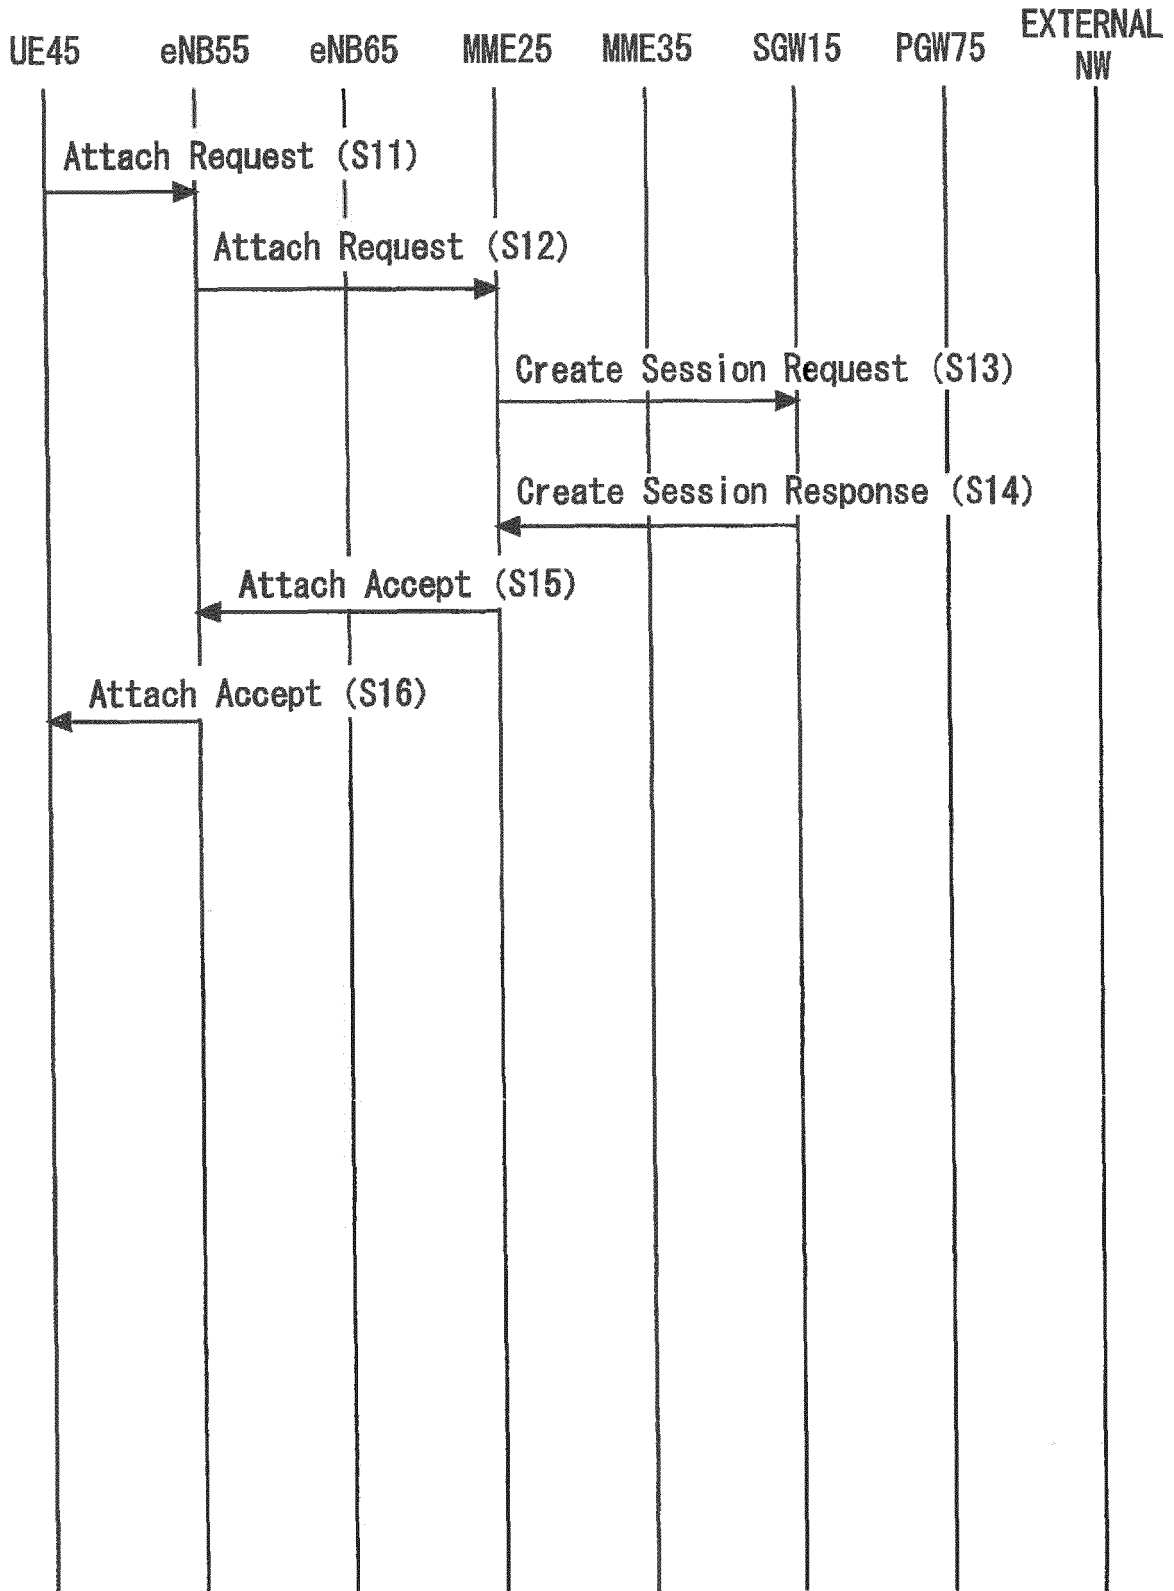 UE45 eNB55 eNB65 MME25 MME35 SGW15 PGW75 EXTERNAL
NW
Attach Request (S11)
Attach Request (S12)
Create Session Request (S13)
Create Session Response (S14)
Attach Accept (S15)
Attach Accept (S16)